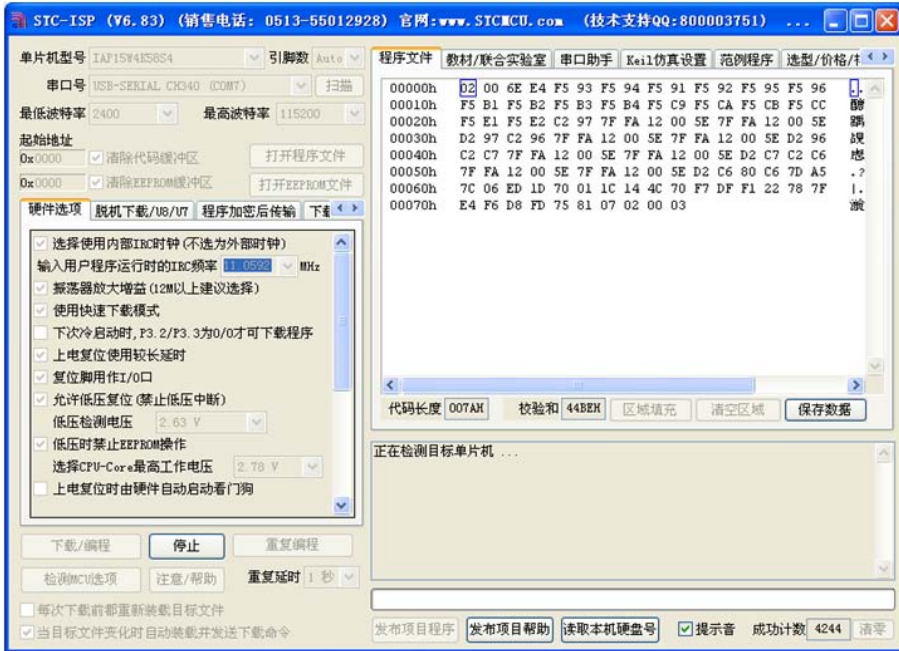 STC-ISP (V6.83) (销售电话: 0513-55012928) 官网:www.STCMCU.com (技术支持QQ:800003751) ...
单片机型号 IAP15W4K58S4 引脚数 Auto
串口号 USB-SERIAL CH340 (COM7) 扫描
最低波特率 2400 最高波特率 115200
起始地址
0x0000 清除代码缓冲区 打开程序文件
0x0000 清除EEPROM缓冲区 打开EEPROM文件
硬件选项 脱机下载/U8/U7 程序加密后传输
选择使用内部IRC时钟(不选为外部时钟)
输入用户程序运行时的IRC频率 11.0592 MHz
振荡器放大增益(12M以上建议选择)
使用快速下载模式
下次冷启动时,P3.2/P3.3为0/0才可下载程序
上电复位使用较长延时
复位脚用作I/O口
允许低压复位(禁止低压中断)
低压检测电压 2.63 V
低压时禁止EEPROM操作
选择CPU-Core最高工作电压 2.78 V
上电复位时由硬件自动启动看门狗
下载/编程 停止 重复编程
检测MCU选项 注意/帮助 重复延时 1 秒
每次下载前都重新装载目标文件
当目标文件变化时自动装载并发送下载命令
程序文件 教材/联合实验室 串口助手 Keil仿真设置 范例程序 选型/价格/
00000h 02 00 6E E4 F5 93 F5 94 F5 91 F5 92 F5 95 F5 96 .
00010h F5 B1 F5 B2 F5 B3 F5 B4 F5 C9 F5 CA F5 CB F5 CC
00020h F5 E1 F5 E2 C2 97 7F FA 12 00 5E 7F FA 12 00 5E
00030h D2 97 C2 96 7F FA 12 00 5E 7F FA 12 00 5E D2 96
00040h C2 C7 7F FA 12 00 5E 7F FA 12 00 5E D2 C7 C2 C6
00050h 7F FA 12 00 5E 7F FA 12 00 5E D2 C6 80 C6 7D A5 .?
00060h 7C 06 ED 1D 70 01 1C 14 4C 70 F7 DF F1 22 78 7F |.
00070h E4 F6 D8 FD 75 81 07 02 00 03
代码长度 007AH 校验和 44BEH 区域填充 清空区域 保存数据
正在检测目标单片机 ...
发布项目程序 发布项目帮助 读取本机硬盘号 提示音 成功计数 4244 清零